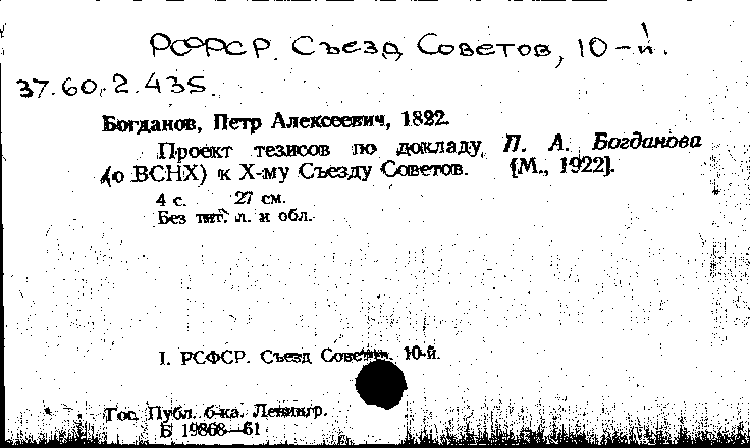 РСФСР. Съезд Советов, 10-й.
37.60.2.435.
Богданов, Петр Алексеевич, 1882.
Проект тезисов по докладу П. А. Богданова
(о ВСНХ) к X-му Съезду Советов. [М., 1922].
4 с. 27 см.
Без тит. л. и обл.
I. РСФСР. Съезд Советов. 10-й.
Гос. Публ. б-ка. Ленингр.
Б 19868—61